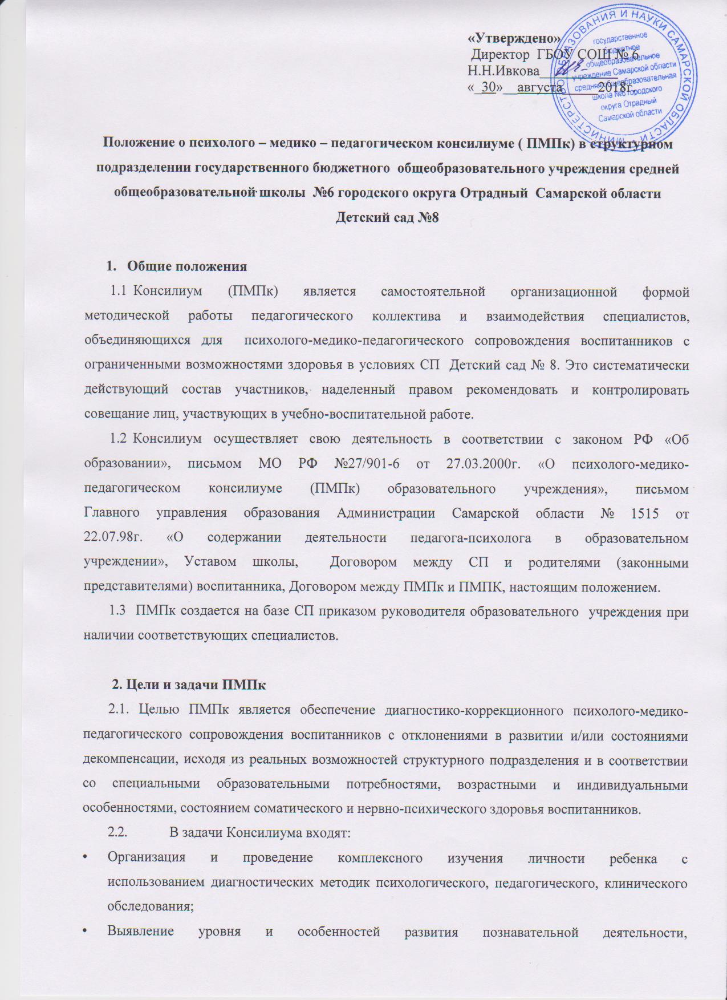 «Утверждено»
Директор  ГБОУ СОШ № 6
Н.Н.Ивкова___________
«_30»__августа_____2018г.
МИНИСТЕРСТВО ОБРАЗОВАНИЯ И НАУКИ САМАРСКОЙ ОБЛАСТИ
государственное
бюджетное
общеобразовательное
учреждение Самарской области
средняя общеобразовательная
школа №6 городского
округа Отрадный
Самарской области
Положение о психолого – медико – педагогическом консилиуме ( ПМПк) в структурном
подразделении государственного бюджетного  общеобразовательного учреждения средней
общеобразовательной школы  №6 городского округа Отрадный  Самарской области
Детский сад №8
1.   Общие положения
1.1 Консилиум (ПМПк) является самостоятельной организационной формой
методической работы педагогического коллектива и взаимодействия специалистов,
объединяющихся для  психолого-медико-педагогического сопровождения воспитанников с
ограниченными возможностями здоровья в условиях СП  Детский сад № 8. Это систематически
действующий состав участников, наделенный правом рекомендовать и контролировать
совещание лиц, участвующих в учебно-воспитательной работе.
1.2 Консилиум осуществляет свою деятельность в соответствии с законом РФ «Об
образовании», письмом МО РФ №27/901-6 от 27.03.2000г. «О психолого-медико-
педагогическом консилиуме (ПМПк) образовательного учреждения», письмом
Главного управления образования Администрации Самарской области № 1515 от
22.07.98г. «О содержании деятельности педагога-психолога в образовательном
учреждении», Уставом школы,  Договором между СП и родителями (законными
представителями) воспитанника, Договором между ПМПк и ПМПК, настоящим положением.
1.3  ПМПк создается на базе СП приказом руководителя образовательного  учреждения при
наличии соответствующих специалистов.
2. Цели и задачи ПМПк
2.1. Целью ПМПк является обеспечение диагностико-коррекционного психолого-медико-
педагогического сопровождения воспитанников с отклонениями в развитии и/или состояниями
декомпенсации, исходя из реальных возможностей структурного подразделения и в соответствии
со специальными образовательными потребностями, возрастными и индивидуальными
особенностями, состоянием соматического и нервно-психического здоровья воспитанников.
2.2.          В задачи Консилиума входят:
• Организация и проведение комплексного изучения личности ребенка с
использованием диагностических методик психологического, педагогического, клинического
обследования;
• Выявление уровня и особенностей развития познавательной деятельности,